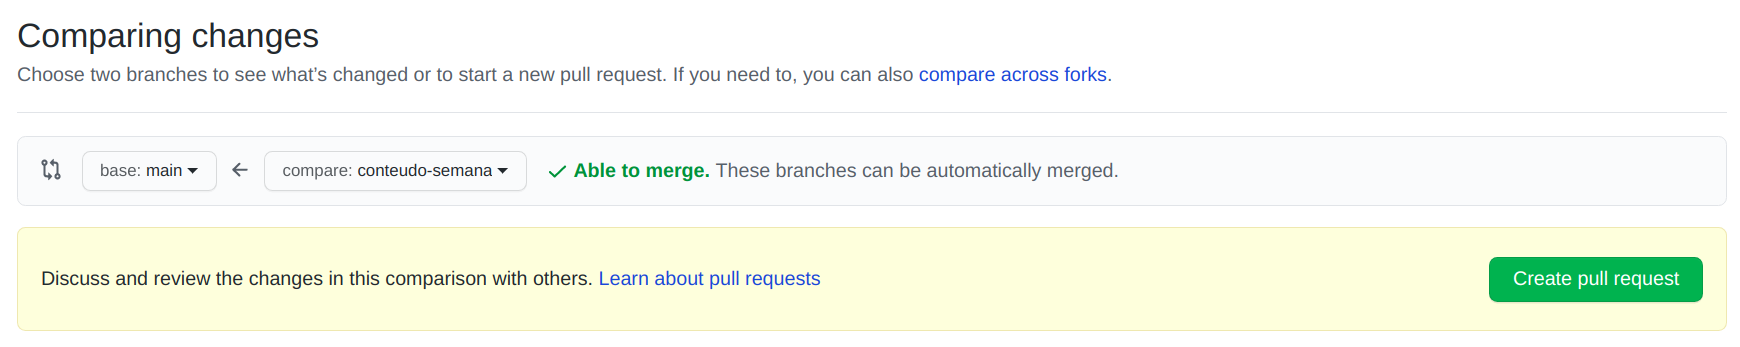 Comparing changes
Choose two branches to see what’s changed or to start a new pull request. If you need to, you can also compare across forks.
base: main compare: conteudo-semana Able to merge. These branches can be automatically merged.
Discuss and review the changes in this comparison with others. Learn about pull requests Create pull request